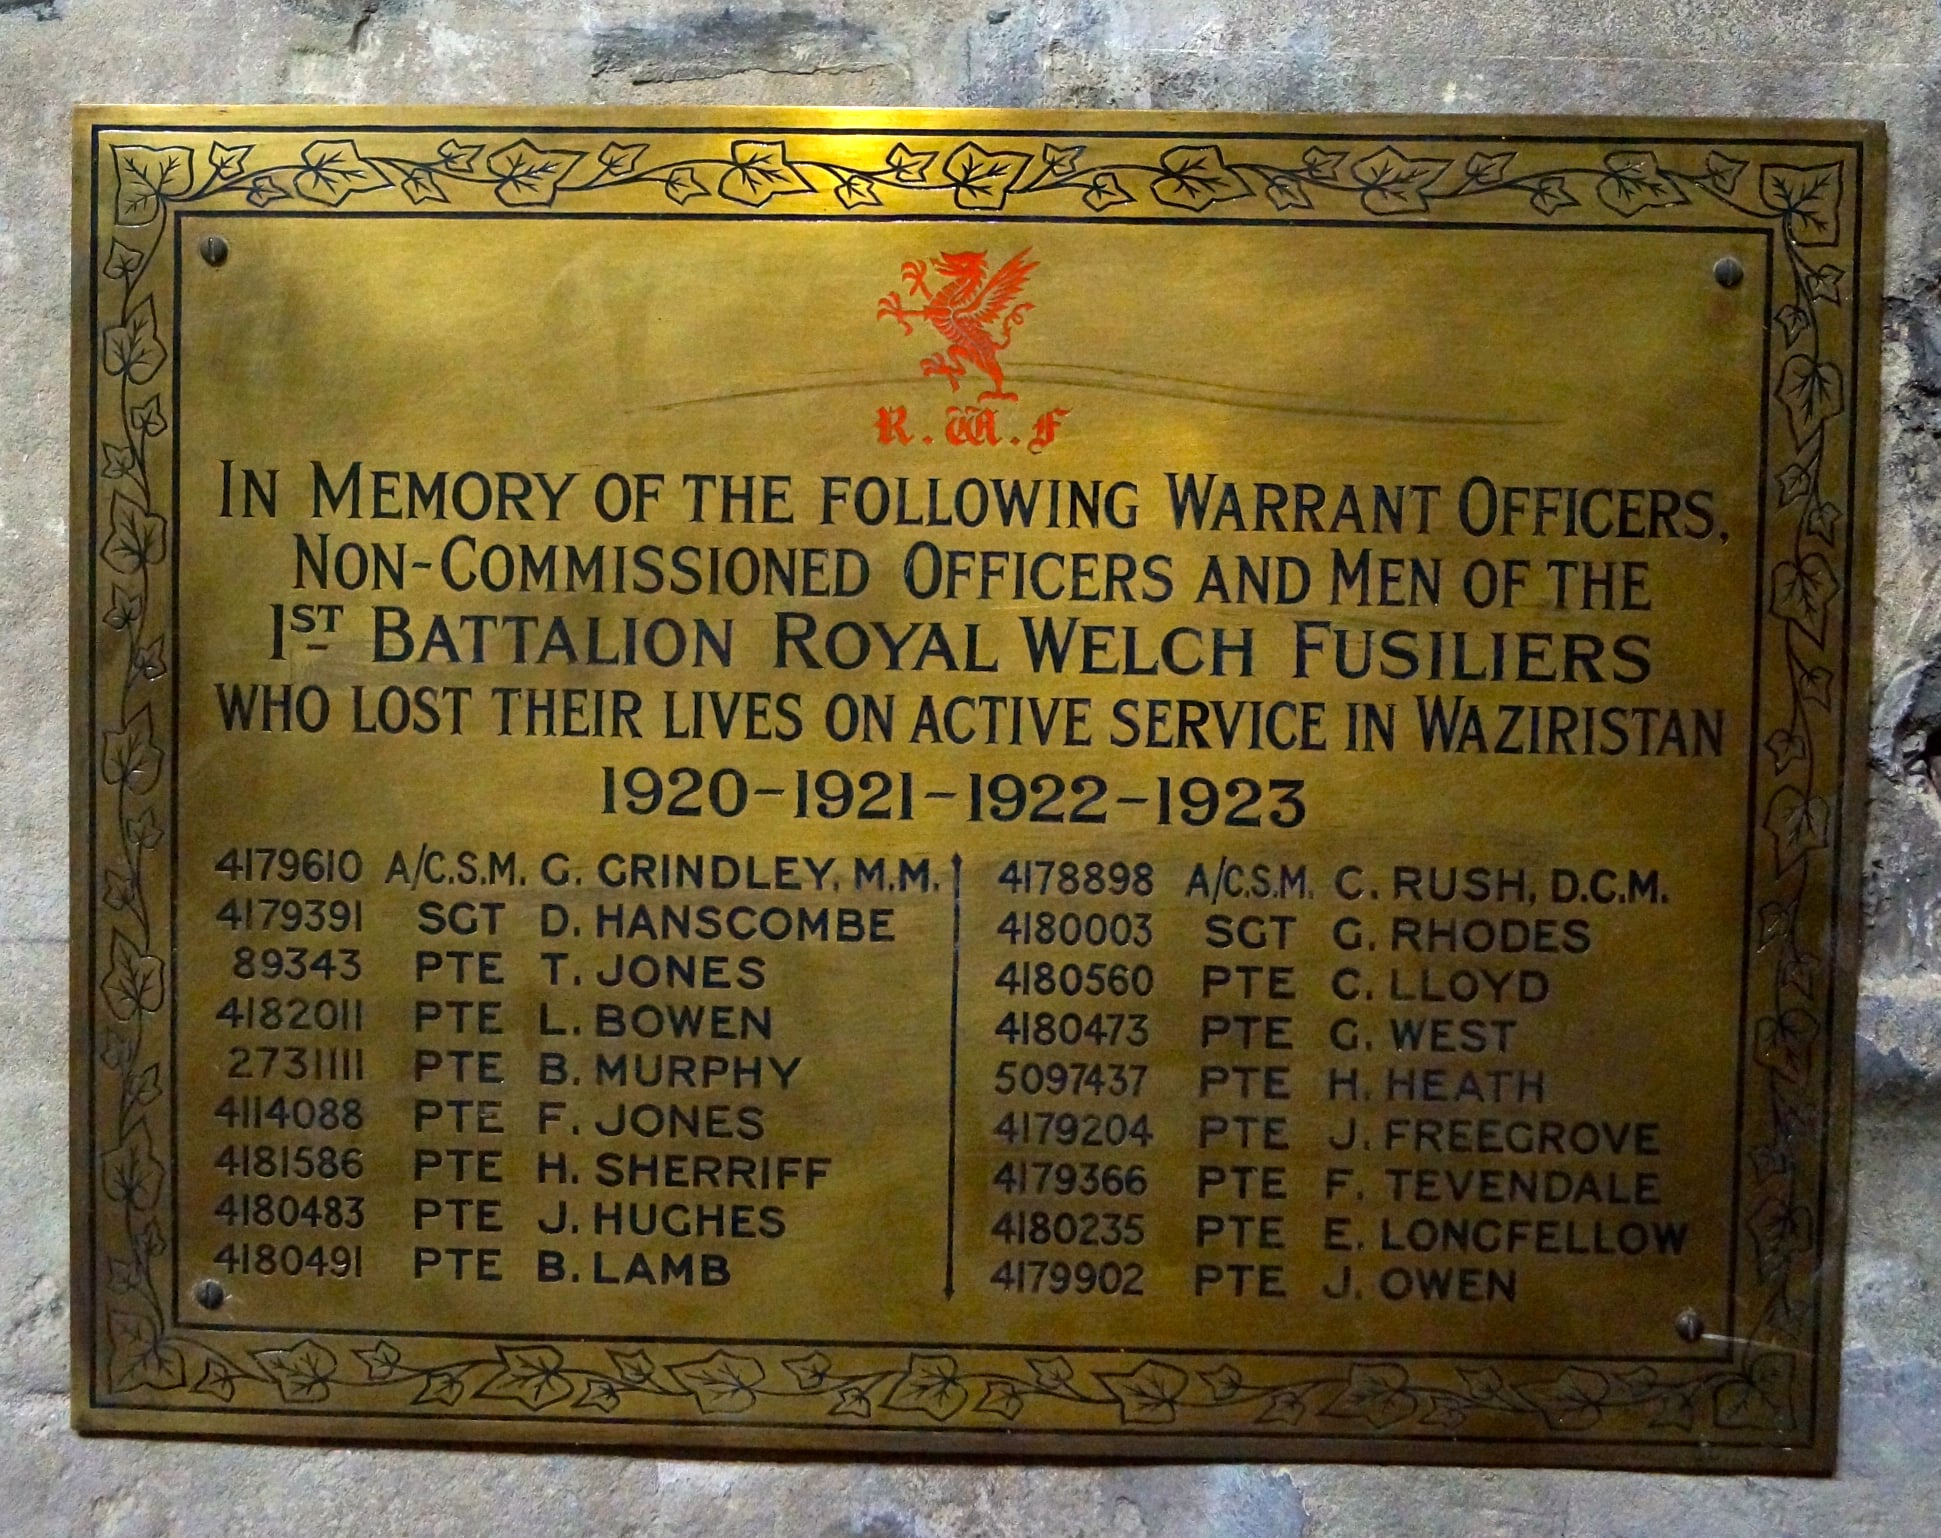 R. W. F
IN MEMORY OF THE FOLLOWING WARRANT OFFICERS,
NON-COMMISSIONED OFFICERS AND MEN OF THE
1ST BATTALION ROYAL WELCH FUSILIERS
WHO LOST THEIR LIVES ON ACTIVE SERVICE IN WAZIRISTAN
1920-1921-1922-1923
4179610 A/C.S.M. G. GRINDLEY, M.M.
4179391 SGT D. HANSCOMBE
89343 PTE T. JONES
4182011 PTE L. BOWEN
2731111 PTE B. MURPHY
4114088 PTE F. JONES
4181586 PTE H. SHERRIFF
4180483 PTE J. HUGHES
4180491 PTE B. LAMB
4178898 A/C.S.M. C. RUSH, D.C.M.
4180003 SGT G. RHODES
4180560 PTE C. LLOYD
4180473 PTE G. WEST
5097437 PTE H. HEATH
4179204 PTE J. FREEGROVE
4179366 PTE F. TEVENDALE
4180235 PTE E. LONGFELLOW
4179902 PTE J. OWEN